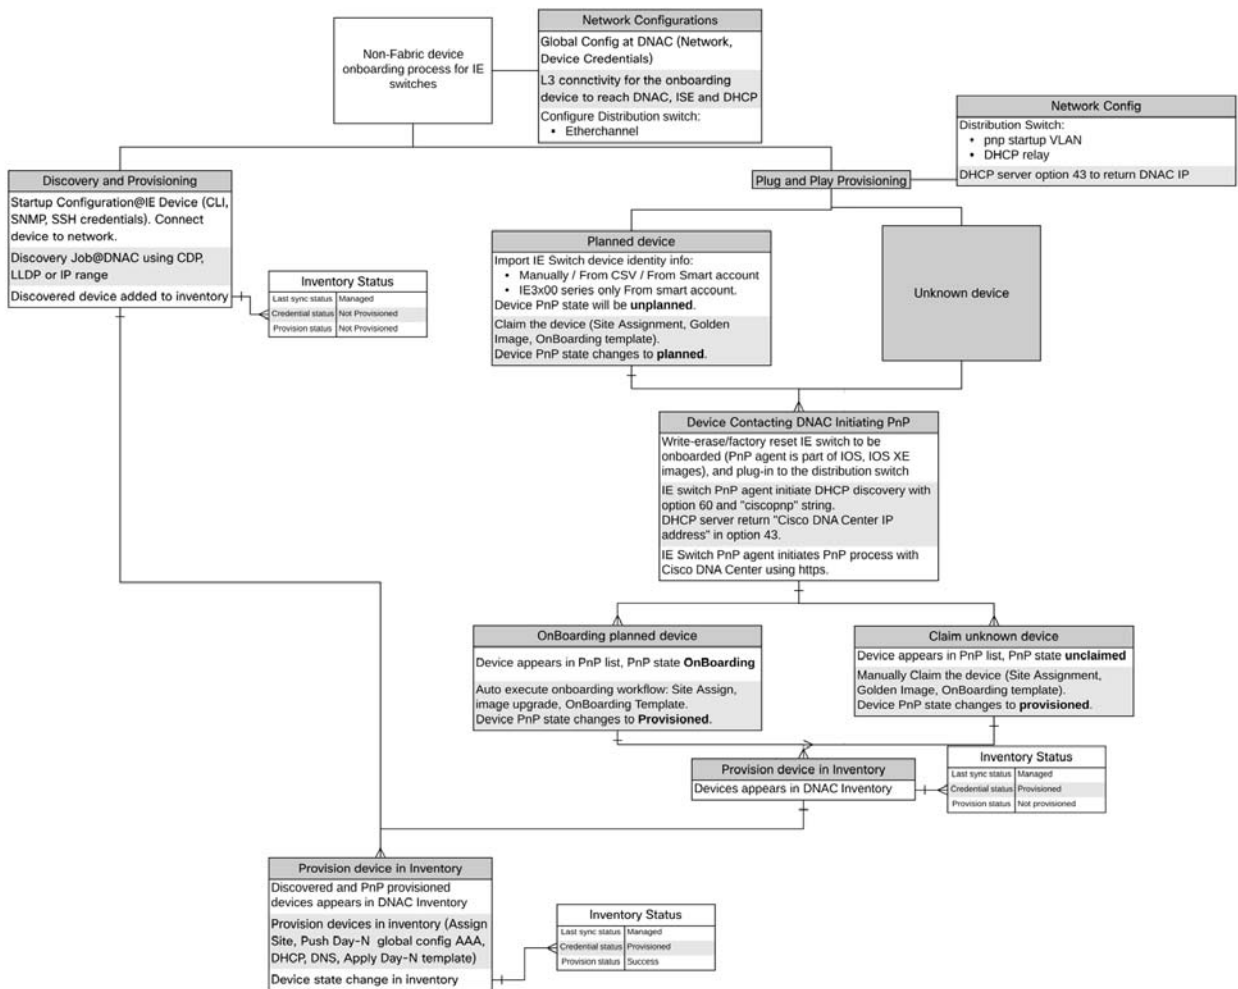 Non-Fabric device
onboarding process for IE
switches
Network Configurations
Global Config at DNAC (Network,
Device Credentials)
L3 connctivity for the onboarding
device to reach DNAC, ISE and DHCP
Configure Distribution switch:
• Etherchannel
Network Config
Distribution Switch:
• pnp startup VLAN
• DHCP relay
DHCP server option 43 to return DNAC IP
Discovery and Provisioning
Startup Configuration@IE Device (CLI,
SNMP, SSH credentials). Connect
device to network.
Discovery Job@DNAC using CDP,
LLDP or IP range
Discovered device added to inventory
Inventory Status
Last sync status Managed
Credential status Not Provisioned
Provision status Not Provisioned
Plug and Play Provisioning
Planned device
Import IE Switch device identity info:
• Manually / From CSV / From Smart account
• IE3x00 series only From smart account.
Device PnP state will be unplanned.
Claim the device (Site Assignment, Golden
Image, OnBoarding template).
Device PnP state changes to planned.
Unknown device
Device Contacting DNAC Initiating PnP
Write-erase/factory reset IE switch to be
onboarded (PnP agent is part of IOS, IOS XE
images), and plug-in to the distribution switch
IE switch PnP agent initiate DHCP discovery with
option 60 and "ciscopnp" string.
DHCP server return "Cisco DNA Center IP
address" in option 43.
IE Switch PnP agent initiates PnP process with
Cisco DNA Center using https.
OnBoarding planned device
Device appears in PnP list, PnP state OnBoarding
Auto execute onboarding workflow: Site Assign,
image upgrade, OnBoarding Template.
Device PnP state changes to Provisioned.
Claim unknown device
Device appears in PnP list, PnP state unclaimed
Manually Claim the device (Site Assignment,
Golden Image, OnBoarding template).
Device PnP state changes to provisioned.
Provision device in Inventory
Devices appears in DNAC Inventory
Inventory Status
Last sync status Managed
Credential status Provisioned
Provision status Not provisioned
Provision device in Inventory
Discovered and PnP provisioned
devices appears in DNAC Inventory
Provision devices in inventory (Assign
Site, Push Day-N global config AAA,
DHCP, DNS, Apply Day-N template)
Device state change in inventory
Inventory Status
Last sync status Managed
Credential status Provisioned
Provision status Success